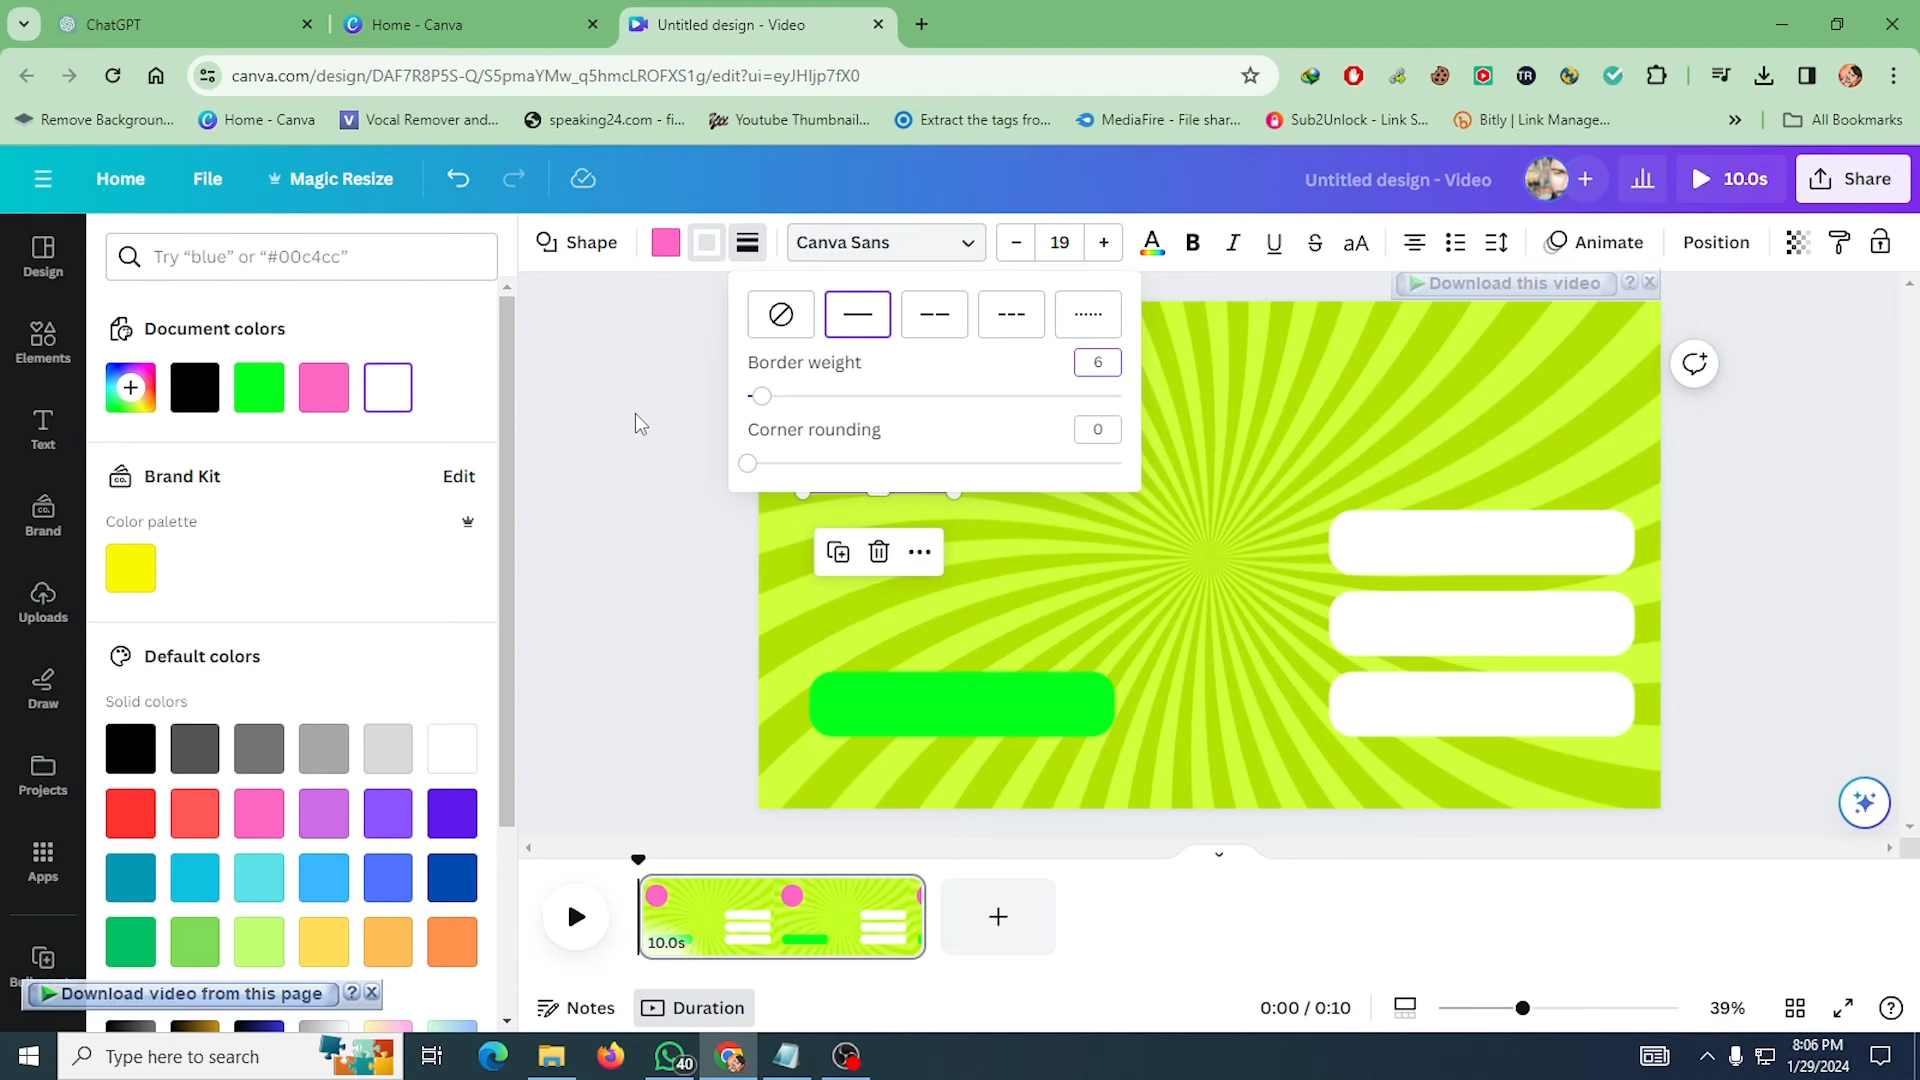 ChatGPT
Home - Canva
Untitled design - Video
canva.com/design/DAF7R8P5S-Q/S5pmaYMw_q5hmcLROFXS1g/edit?ui=eyJHIjp7fX0
TR
Remove Backgroun...
Home - Canva
V Vocal Remover and...
speaking24.com - fi...
Youtube Thumbnail...
Extract the tags from...
MediaFire - File shar...
Sub2Unlock - Link S...
Bitly | Link Manage...
All Bookmarks
Home
File
Magic Resize
Untitled design - Video
10.0s
Share
Shape
Canva Sans
19
A
B
I
U
S
aA
Animate
Position
Download this video
Design
Elements
Text
Brand
Uploads
Draw
Projects
Apps
Try “blue” or “#00c4cc”
Document colors
Brand Kit
Edit
Color palette
Default colors
Solid colors
Download video from this page
Border weight
6
Corner rounding
0
10.0s
Notes
Duration
0:00 / 0:10
39%
Type here to search
40
8:06 PM
1/29/2024